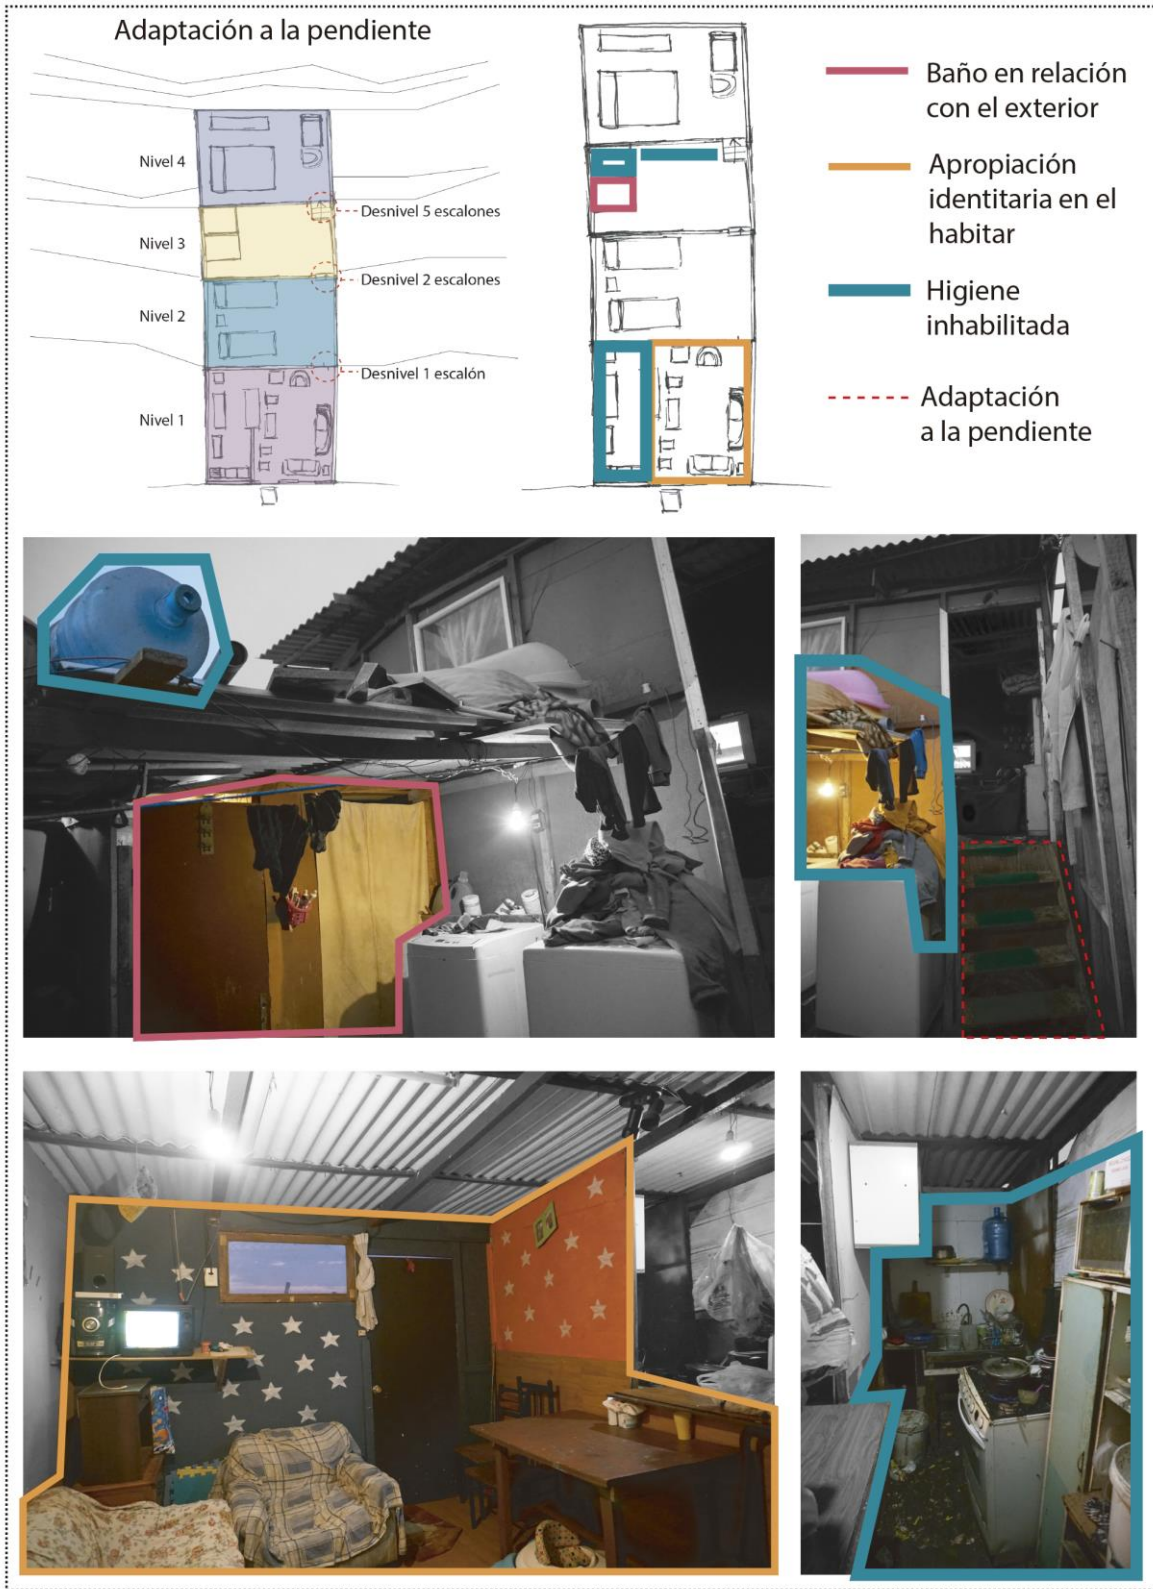 Adaptación a la pendiente
Nivel 4
Desnivel 5 escalones
Nivel 3
Desnivel 2 escalones
Nivel 2
Desnivel 1 escalón
Nivel 1
Baño en relación
con el exterior
Apropiación
identitaria en el
habitar
Higiene
inhabilitada
Adaptación
a la pendiente